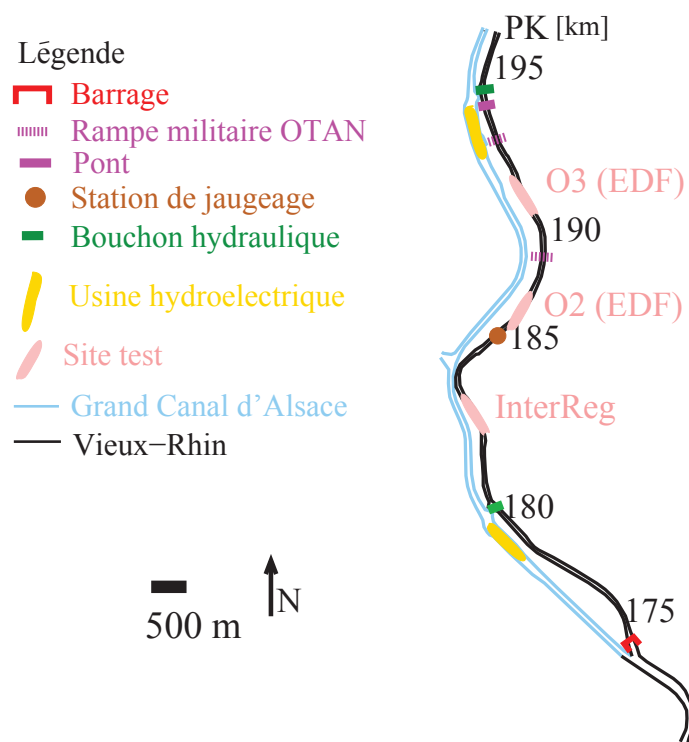 Légende
Barrage
Rampe militaire OTAN
Pont
Station de jaugeage
Bouchon hydraulique
Usine hydroelectrique
Site test
Grand Canal d'Alsace
Vieux−Rhin
500 m
N
PK [km]
195
O3 (EDF)
190
O2 (EDF)
185
InterReg
180
175